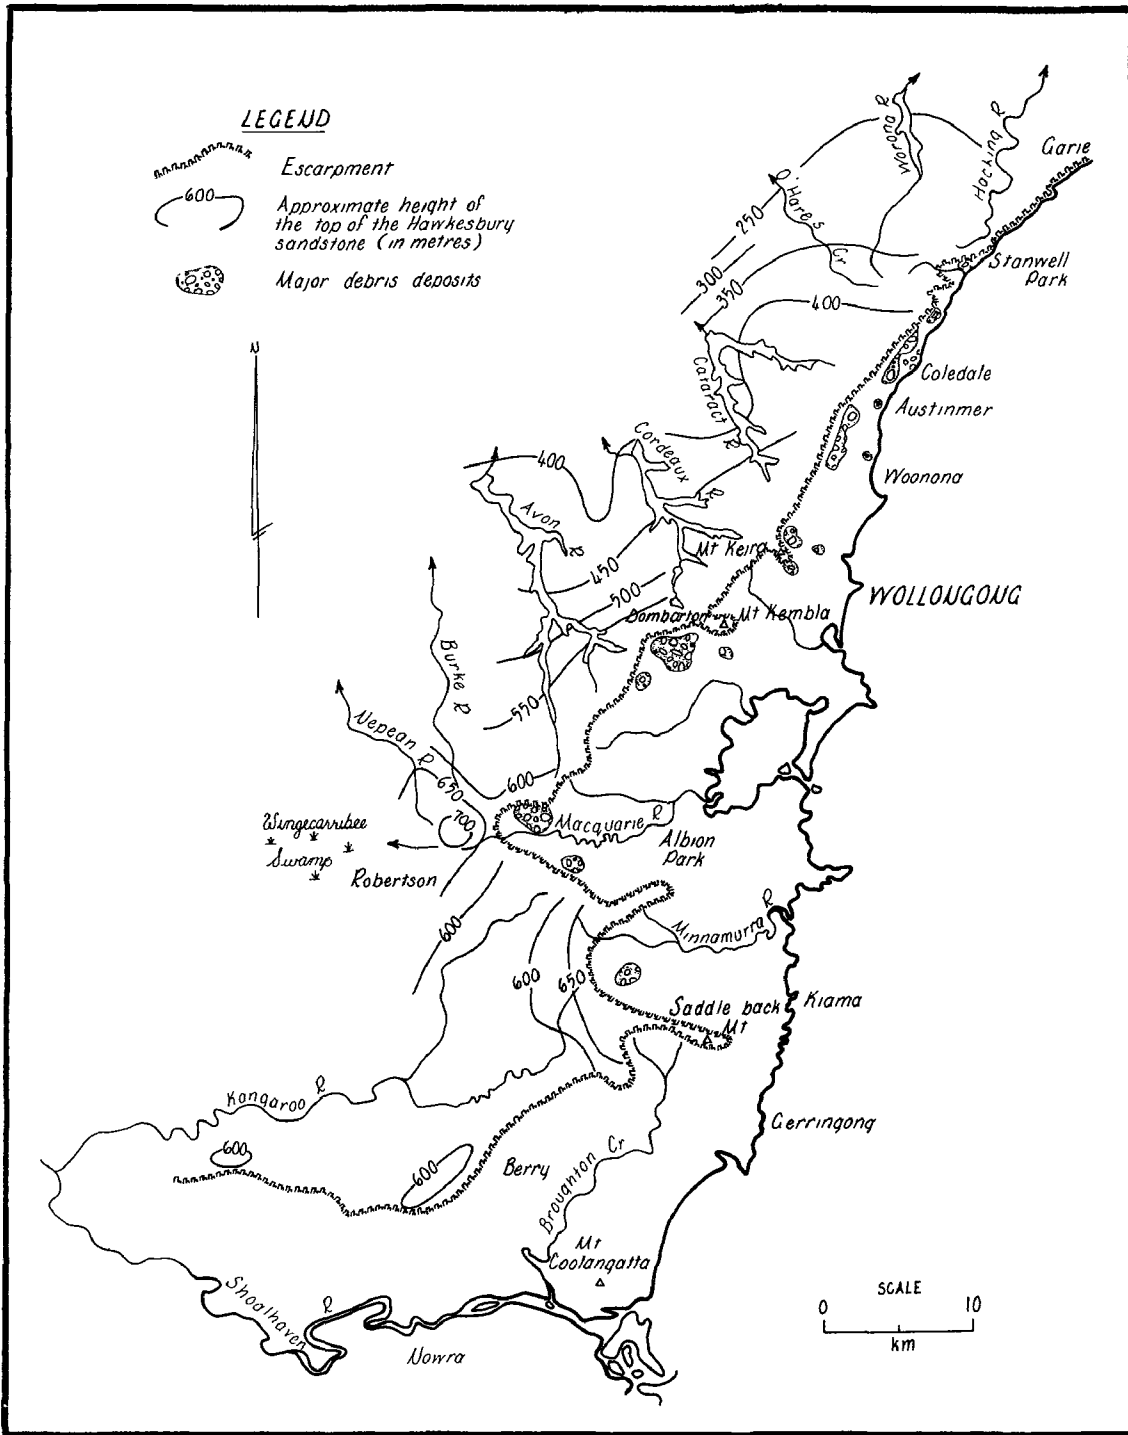 LEGEND
Escarpment
600
Approximate height of
the top of the Hawkesbury
sandstone (in metres)
Major debris deposits
N
Woronora R
Hacking R
Garie
O'Hares Cr
250
300
350
400
Stanwell
Park
Cataract R
Coledale
Austinmer
Cordeaux R
400
Woonona
Avon R
Mt Keira
450
500
WOLLONGONG
Dombarton
Mt Kembla
Burke R
550
Nepean R
650
600
700
Wingecarribee
Swamp
Macquarie R
Albion
Park
Robertson
600
Minnamurra R
600
650
Saddle back
Mt
Kiama
Kangaroo R
Gerringong
600
600
Berry
Broughton Cr
Mt
Coolangatta
Shoalhaven R
Nowra
SCALE
0 10
km